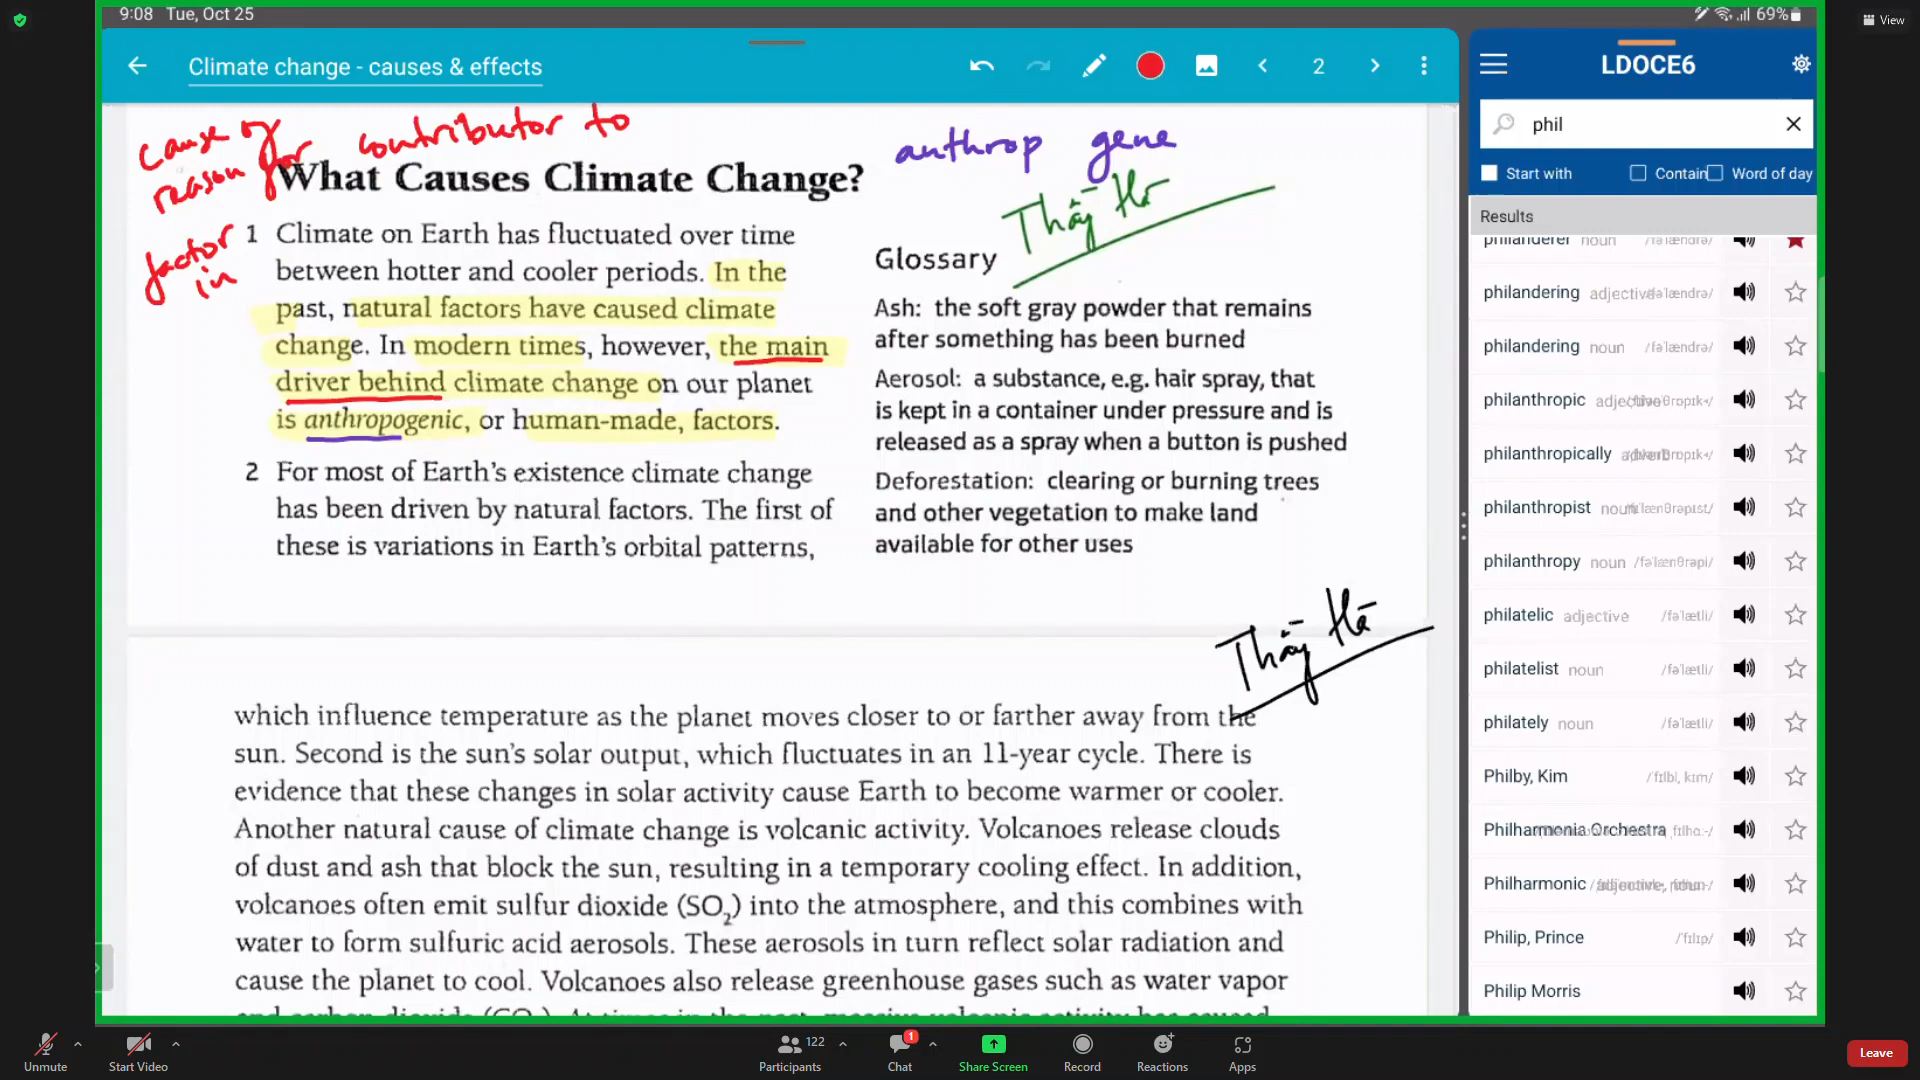 9:08 Tue, Oct 25
69%
View
Climate change - causes & effects
2
cause of
reason for
contributor to
factor
in
anthrop gene
Thầy Hà
What Causes Climate Change?
1 Climate on Earth has fluctuated over time
between hotter and cooler periods. In the
past, natural factors have caused climate
change. In modern times, however, the main
driver behind climate change on our planet
is anthropogenic, or human-made, factors.
2 For most of Earth's existence climate change
has been driven by natural factors. The first of
these is variations in Earth's orbital patterns,
Glossary
Ash: the soft gray powder that remains
after something has been burned
Aerosol: a substance, e.g. hair spray, that
is kept in a container under pressure and is
released as a spray when a button is pushed
Deforestation: clearing or burning trees
and other vegetation to make land
available for other uses
Thầy Hà
which influence temperature as the planet moves closer to or farther away from the
sun. Second is the sun's solar output, which fluctuates in an 11-year cycle. There is
evidence that these changes in solar activity cause Earth to become warmer or cooler.
Another natural cause of climate change is volcanic activity. Volcanoes release clouds
of dust and ash that block the sun, resulting in a temporary cooling effect. In addition,
volcanoes often emit sulfur dioxide (SO₂) into the atmosphere, and this combines with
water to form sulfuric acid aerosols. These aerosols in turn reflect solar radiation and
cause the planet to cool. Volcanoes also release greenhouse gases such as water vapor
LDOCE6
phil
Start with Contain Word of day
Results
philanderer noun
philandering adjective
philandering noun
philanthropic
philanthropically
philanthropist noun
philanthropy noun /fəˈlænθrəpi/
philatelic adjective
philatelist noun
philately noun
Philby, Kim /ˈfɪlbi, kɪm/
Philharmonia Orchestra
Philharmonic
Philip, Prince /ˈfɪlɪp/
Philip Morris
Unmute
Start Video
122
Participants
1
Chat
Share Screen
Record
Reactions
Apps
Leave